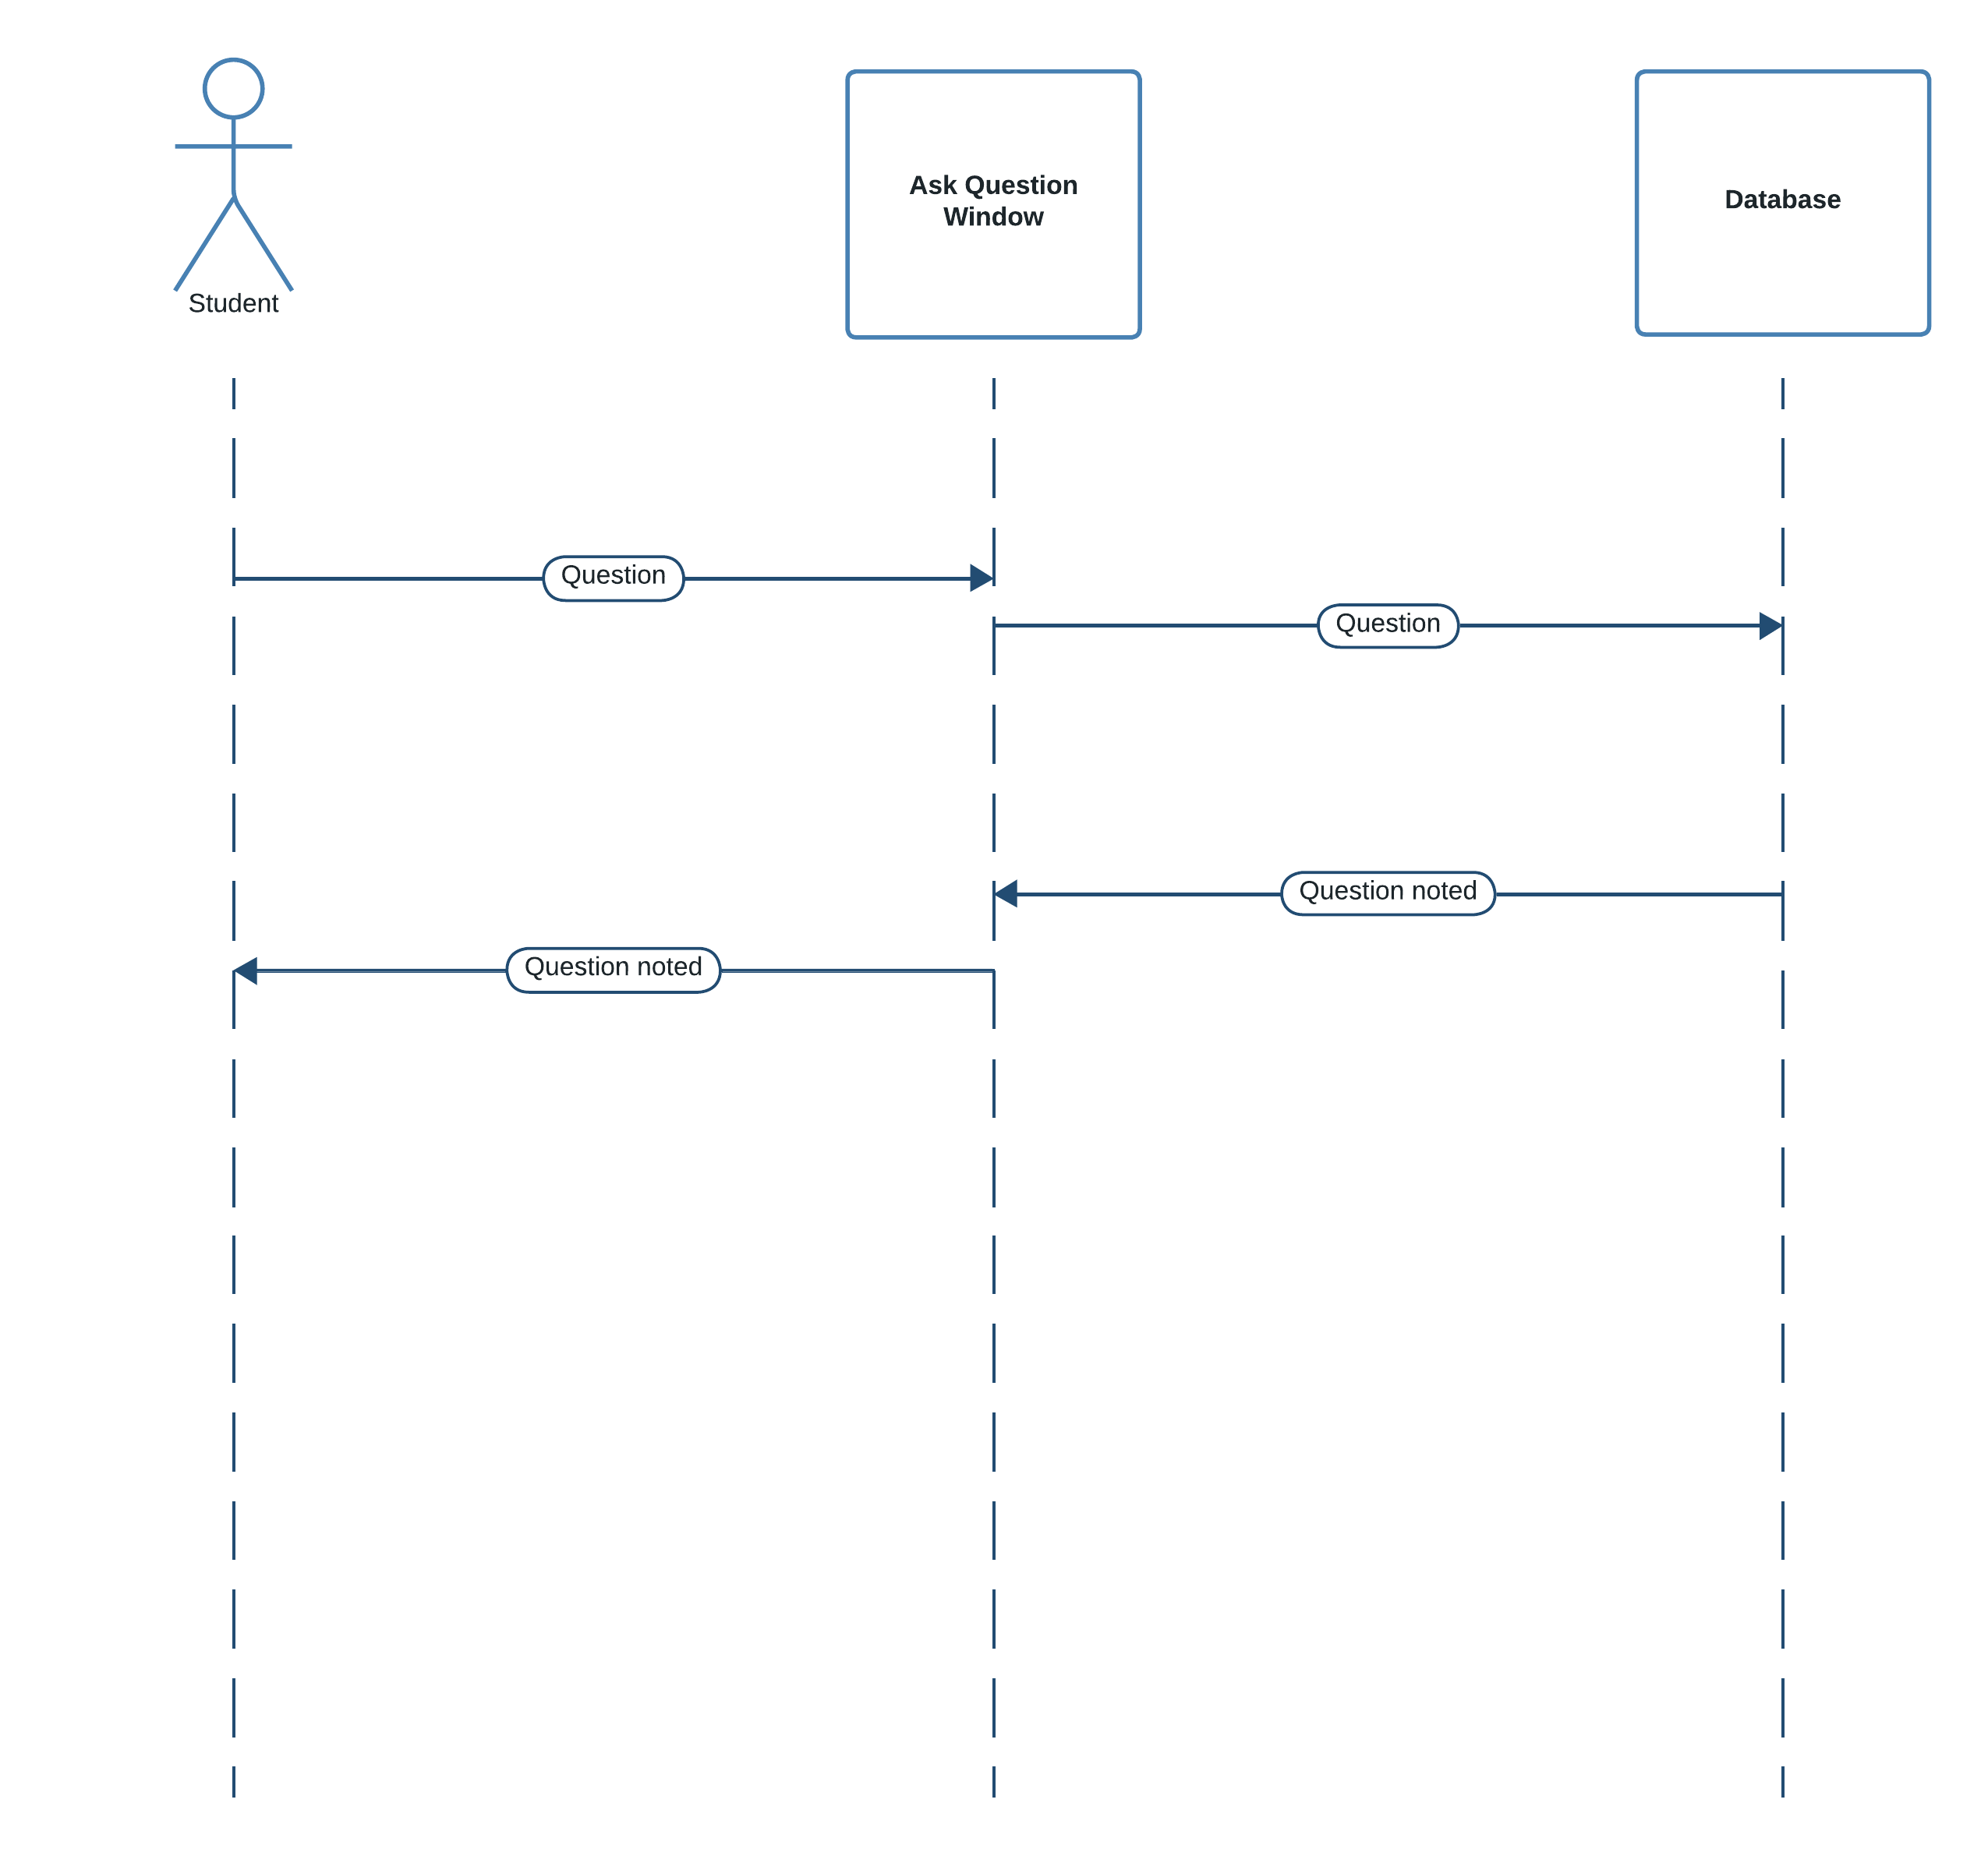 Ask Question
Window
Database
Student
Question
Question
Question noted
Question noted